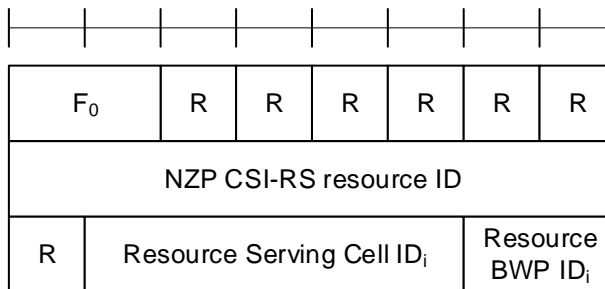 F₀ R R R R R R
NZP CSI-RS resource ID
R Resource Serving Cell IDᵢ Resource
BWP IDᵢ